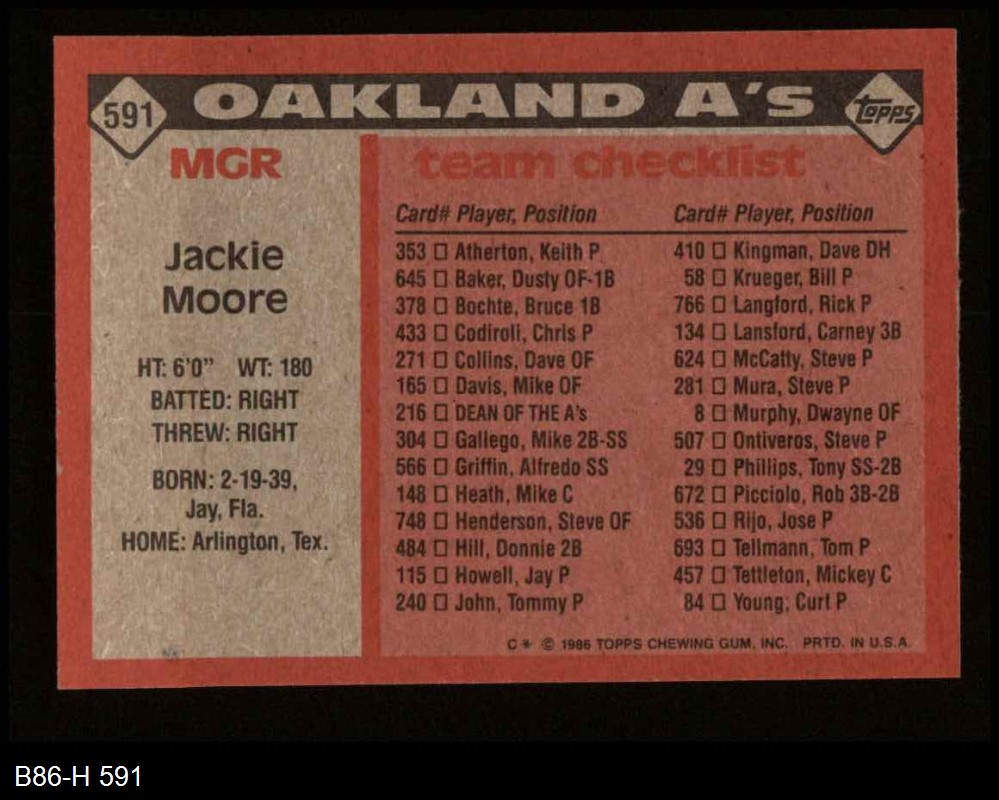 591 OAKLAND A's topps
MGR
Jackie
Moore
HT: 6'0" WT: 180
BATTED: RIGHT
THREW: RIGHT
BORN: 2-19-39,
Jay, Fla.
HOME: Arlington, Tex.
team checklist
Card# Player, Position
353 □ Atherton, Keith P
645 □ Baker, Dusty OF-1B
378 □ Bochte, Bruce 1B
433 □ Codiroli, Chris P
271 □ Collins, Dave OF
165 □ Davis, Mike OF
216 □ DEAN OF THE A's
304 □ Gallego, Mike 2B-SS
566 □ Griffin, Alfredo SS
148 □ Heath, Mike C
748 □ Henderson, Steve OF
484 □ Hill, Donnie 2B
115 □ Howell, Jay P
240 □ John, Tommy P
Card# Player, Position
410 □ Kingman, Dave DH
58 □ Krueger, Bill P
766 □ Langford, Rick P
134 □ Lansford, Carney 3B
624 □ McCatty, Steve P
281 □ Mura, Steve P
8 □ Murphy, Dwayne OF
507 □ Ontiveros, Steve P
29 □ Phillips, Tony SS-2B
672 □ Picciolo, Rob 3B-2B
536 □ Rijo, Jose P
693 □ Tellmann, Tom P
457 □ Tettleton, Mickey C
84 □ Young, Curt P
C* © 1986 TOPPS CHEWING GUM, INC. PRTD. IN U.S.A.
B86-H 591